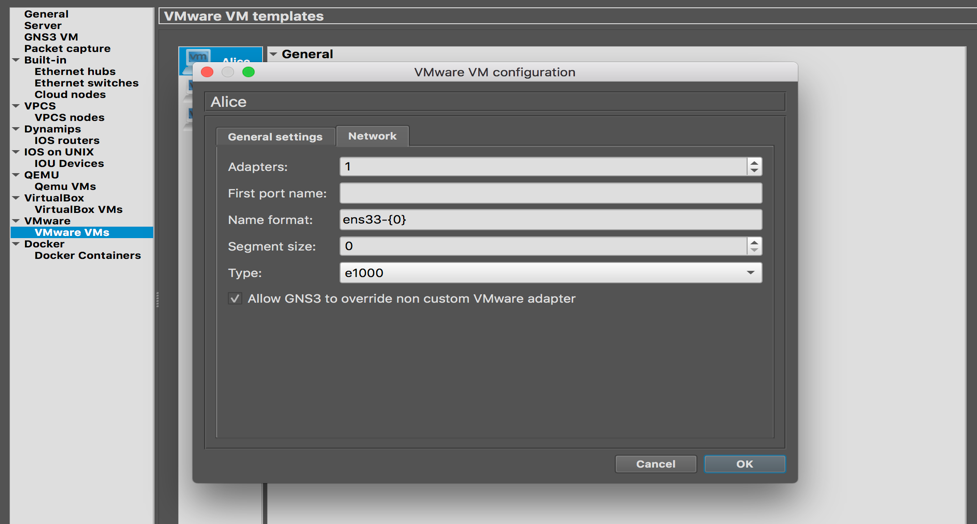 General
Server
GNS3 VM
Packet capture
Built-in
Ethernet hubs
Ethernet switches
Cloud nodes
VPCS
VPCS nodes
Dynamips
IOS routers
IOS on UNIX
IOU Devices
QEMU
Qemu VMs
VirtualBox
VirtualBox VMs
VMware
VMware VMs
Docker
Docker Containers
VMware VM templates
vm
Alice
General
VMware VM configuration
Alice
General settings
Network
Adapters: 1
First port name:
Name format: ens33-{0}
Segment size: 0
Type: e1000
Allow GNS3 to override non custom VMware adapter
Cancel
OK